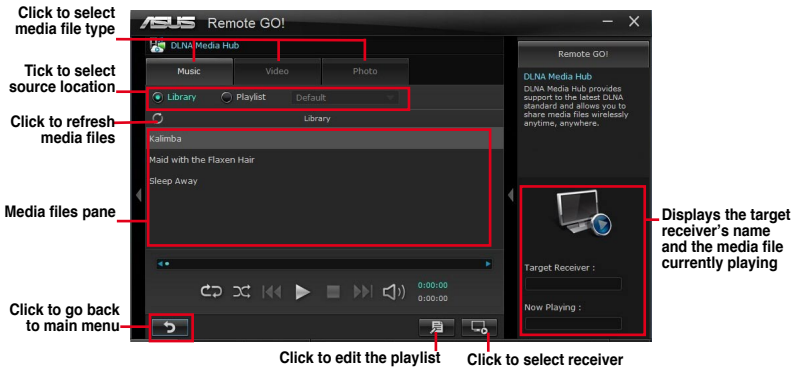 Click to select
media file type
Tick to select
source location
Click to refresh
media files
Media files pane
Click to go back
to main menu
ASUS Remote GO!
DLNA Media Hub
Music Video Photo
Library Playlist Default
Library
Kalimba
Maid with the Flaxen Hair
Sleep Away
0:00:00
0:00:00
Remote GO!
DLNA Media Hub
DLNA Media Hub provides
support to the latest DLNA
standard and allows you to
share media files wirelessly
anytime, anywhere.
Target Receiver :
Now Playing :
Displays the target
receiver's name
and the media file
currently playing
Click to edit the playlist
Click to select receiver